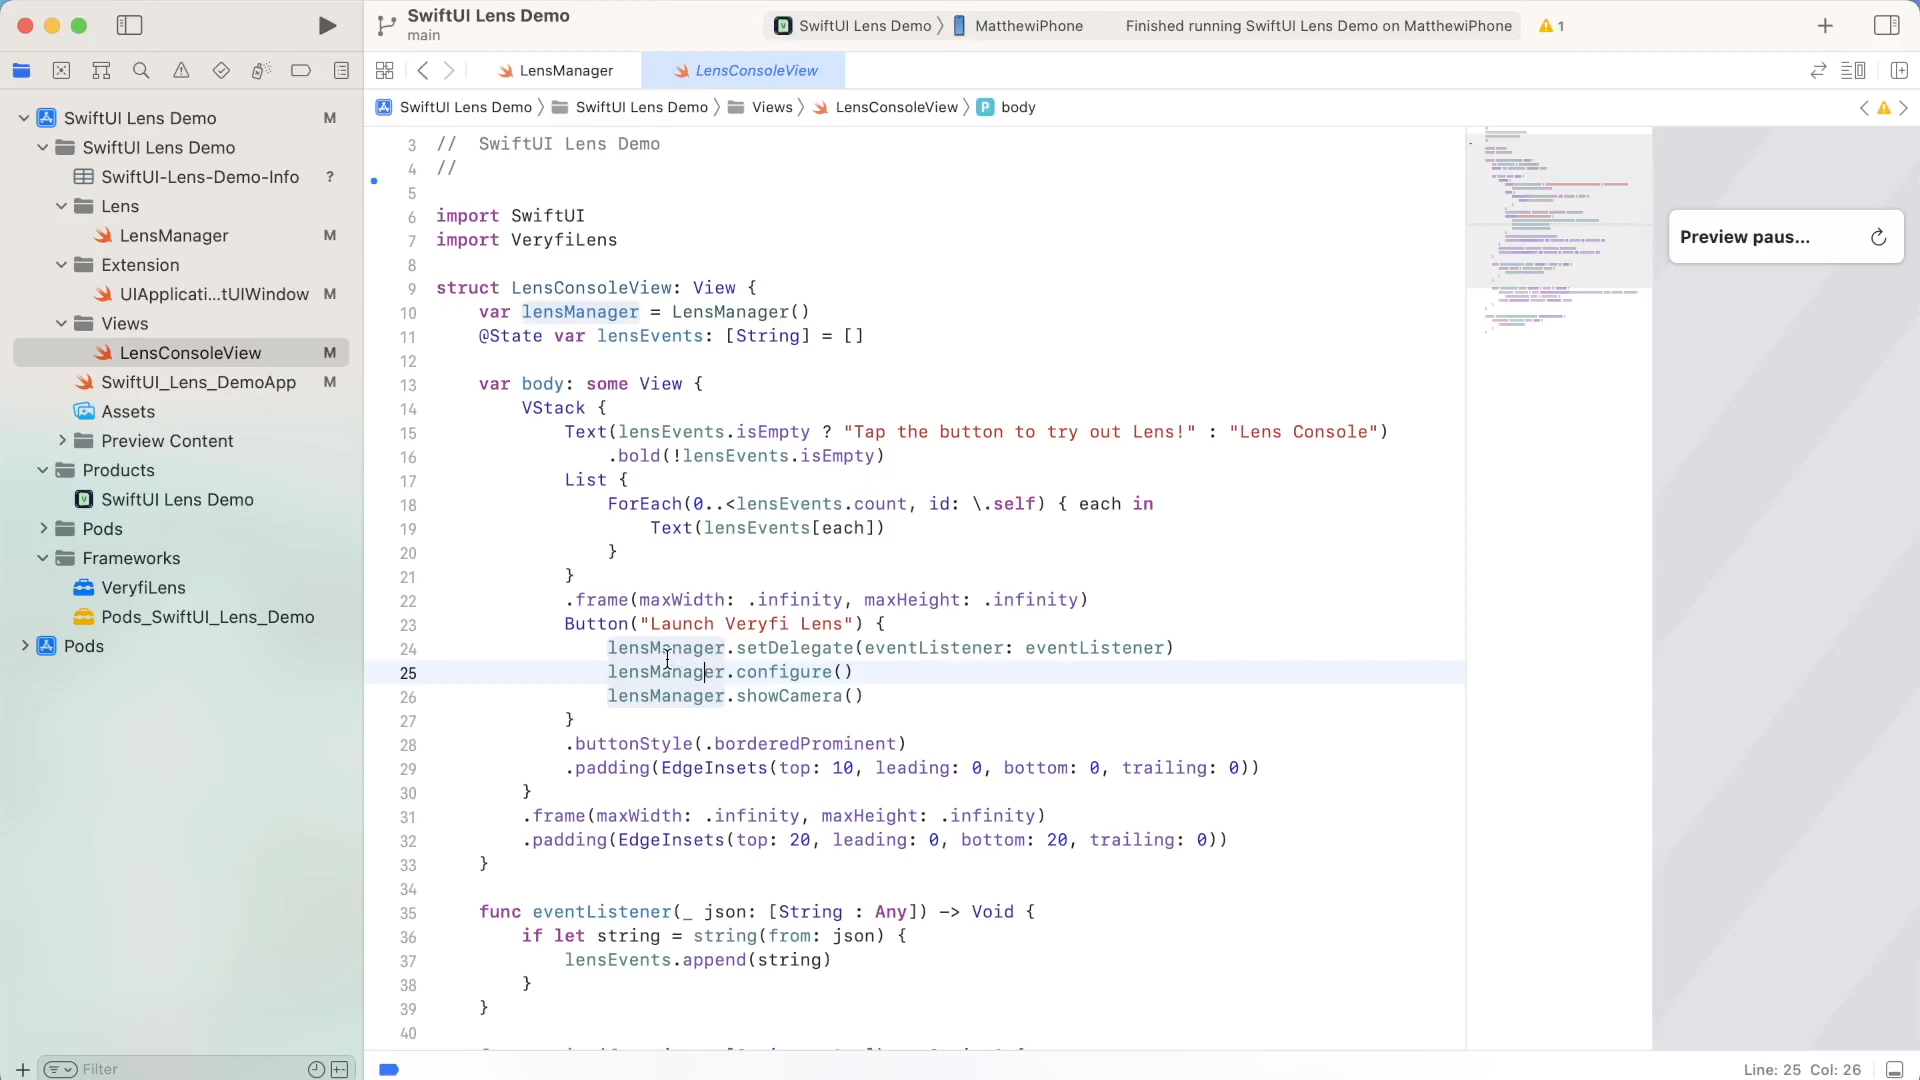 SwiftUI Lens Demo
main
SwiftUI Lens Demo
MatthewiPhone
Finished running SwiftUI Lens Demo on MatthewiPhone
1
LensManager
LensConsoleView
SwiftUI Lens Demo
SwiftUI Lens Demo
Views
LensConsoleView
P
body
SwiftUI Lens Demo M
SwiftUI Lens Demo
SwiftUI-Lens-Demo-Info ?
Lens
LensManager M
Extension
UIApplicati...tUIWindow M
Views
LensConsoleView M
SwiftUI_Lens_DemoApp M
Assets
Preview Content
Products
SwiftUI Lens Demo
Pods
Frameworks
VeryfiLens
Pods_SwiftUI_Lens_Demo
Pods
Filter
3 //  SwiftUI Lens Demo
4 //
5
6 import SwiftUI
7 import VeryfiLens
8
9 struct LensConsoleView: View {
10     var lensManager = LensManager()
11     @State var lensEvents: [String] = []
12
13     var body: some View {
14         VStack {
15             Text(lensEvents.isEmpty ? "Tap the button to try out Lens!" : "Lens Console")
16                 .bold(!lensEvents.isEmpty)
17             List {
18                 ForEach(0..<lensEvents.count, id: \.self) { each in
19                     Text(lensEvents[each])
20                 }
21             }
22             .frame(maxWidth: .infinity, maxHeight: .infinity)
23             Button("Launch Veryfi Lens") {
24                 lensManager.setDelegate(eventListener: eventListener)
25                 lensManager.configure()
26                 lensManager.showCamera()
27             }
28             .buttonStyle(.borderedProminent)
29             .padding(EdgeInsets(top: 10, leading: 0, bottom: 0, trailing: 0))
30         }
31         .frame(maxWidth: .infinity, maxHeight: .infinity)
32         .padding(EdgeInsets(top: 20, leading: 0, bottom: 20, trailing: 0))
33     }
34
35     func eventListener(_ json: [String : Any]) -> Void {
36         if let string = string(from: json) {
37             lensEvents.append(string)
38         }
39     }
40
Preview paus...
Line: 25 Col: 26